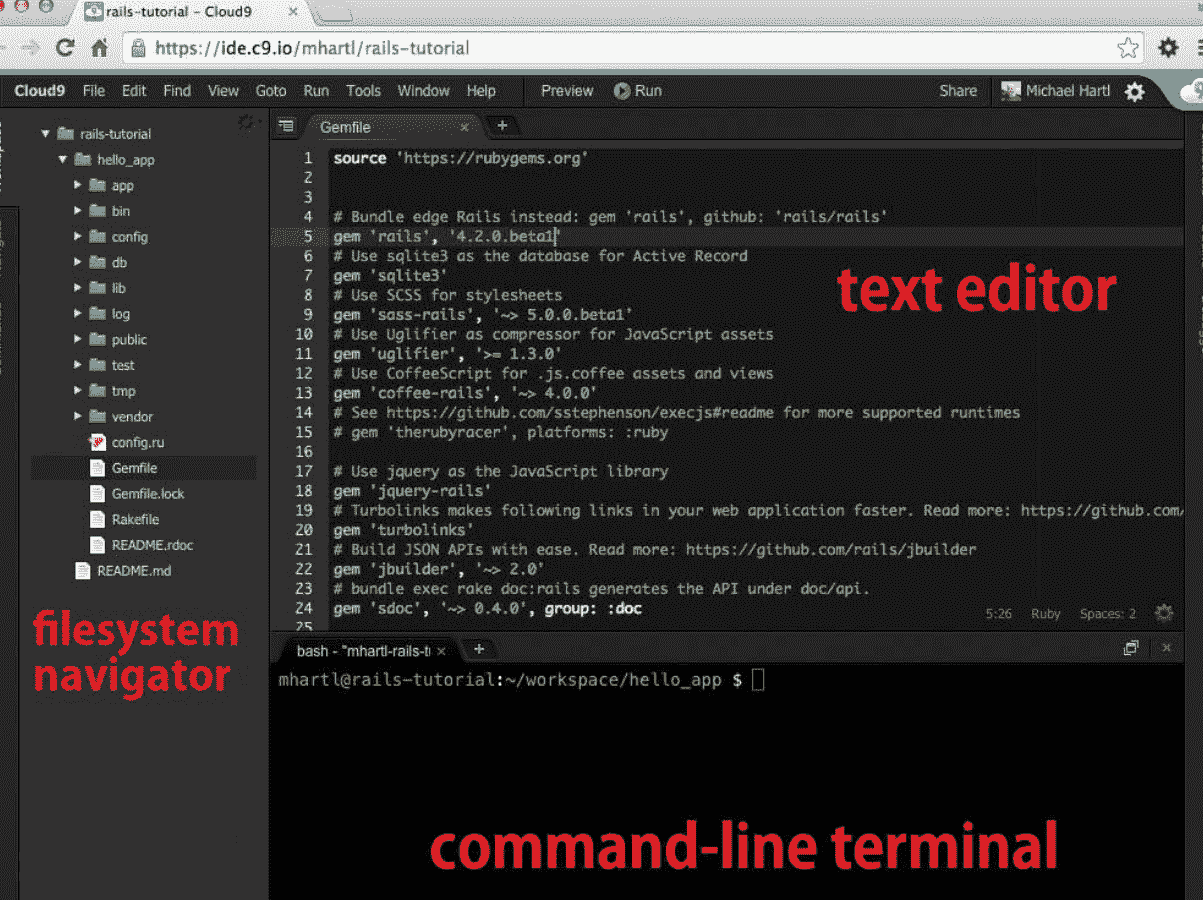 rails-tutorial - Cloud9
https://ide.c9.io/mhartl/rails-tutorial
Cloud9 File Edit Find View Goto Run Tools Window Help Preview Run Share Michael Hartl
rails-tutorial
hello_app
app
bin
config
db
lib
log
public
test
tmp
vendor
config.ru
Gemfile
Gemfile.lock
Rakefile
README.rdoc
README.md
filesystem
navigator
Gemfile
1 source 'https://rubygems.org'
2
3
4 # Bundle edge Rails instead: gem 'rails', github: 'rails/rails'
5 gem 'rails', '4.2.0.beta1'
6 # Use sqlite3 as the database for Active Record
7 gem 'sqlite3'
8 # Use SCSS for stylesheets
9 gem 'sass-rails', '~> 5.0.0.beta1'
10 # Use Uglifier as compressor for JavaScript assets
11 gem 'uglifier', '>= 1.3.0'
12 # Use CoffeeScript for .js.coffee assets and views
13 gem 'coffee-rails', '~> 4.0.0'
14 # See https://github.com/sstephenson/execjs#readme for more supported runtimes
15 # gem 'therubyracer', platforms: :ruby
16
17 # Use jquery as the JavaScript library
18 gem 'jquery-rails'
19 # Turbolinks makes following links in your web application faster. Read more: https://github.com/
20 gem 'turbolinks'
21 # Build JSON APIs with ease. Read more: https://github.com/rails/jbuilder
22 gem 'jbuilder', '~> 2.0'
23 # bundle exec rake doc:rails generates the API under doc/api.
24 gem 'sdoc', '~> 0.4.0', group: :doc
25
text editor
5:26 Ruby Spaces: 2
bash - "mhartl-rails-t
mhartl@rails-tutorial:~/workspace/hello_app $
command-line terminal